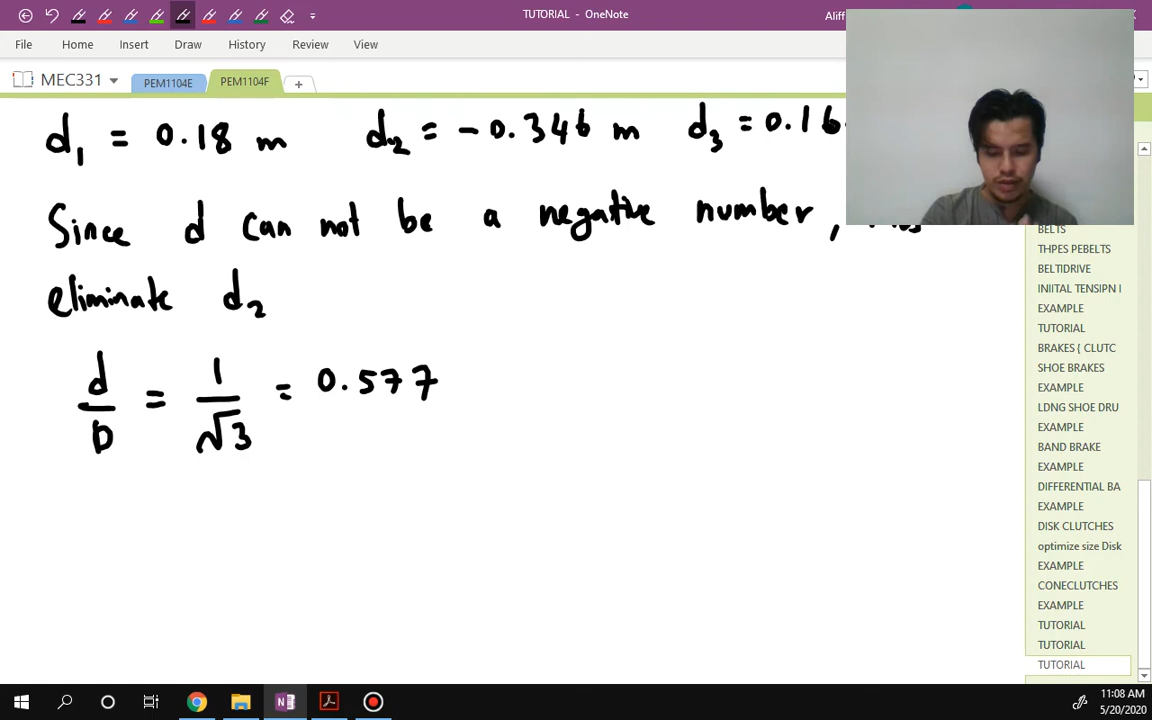 TUTORIAL - OneNote
Aliff
File Home Insert Draw History Review View
MEC331 PEM1104E PEM1104F
d1 = 0.18 m d2 = -0.346 m d3 = 0.16
Since d can not be a negative number,
eliminate d2
d/D = 1/√3 = 0.577
BELTS
THPES PEBELTS
BELTIDRIVE
INIITAL TENSIPN I
EXAMPLE
TUTORIAL
BRAKES { CLUTC
SHOE BRAKES
EXAMPLE
LDNG SHOE DRU
EXAMPLE
BAND BRAKE
EXAMPLE
DIFFERENTIAL BA
EXAMPLE
DISK CLUTCHES
optimize size Disk
EXAMPLE
CONECLUTCHES
EXAMPLE
TUTORIAL
TUTORIAL
TUTORIAL
11:08 AM
5/20/2020